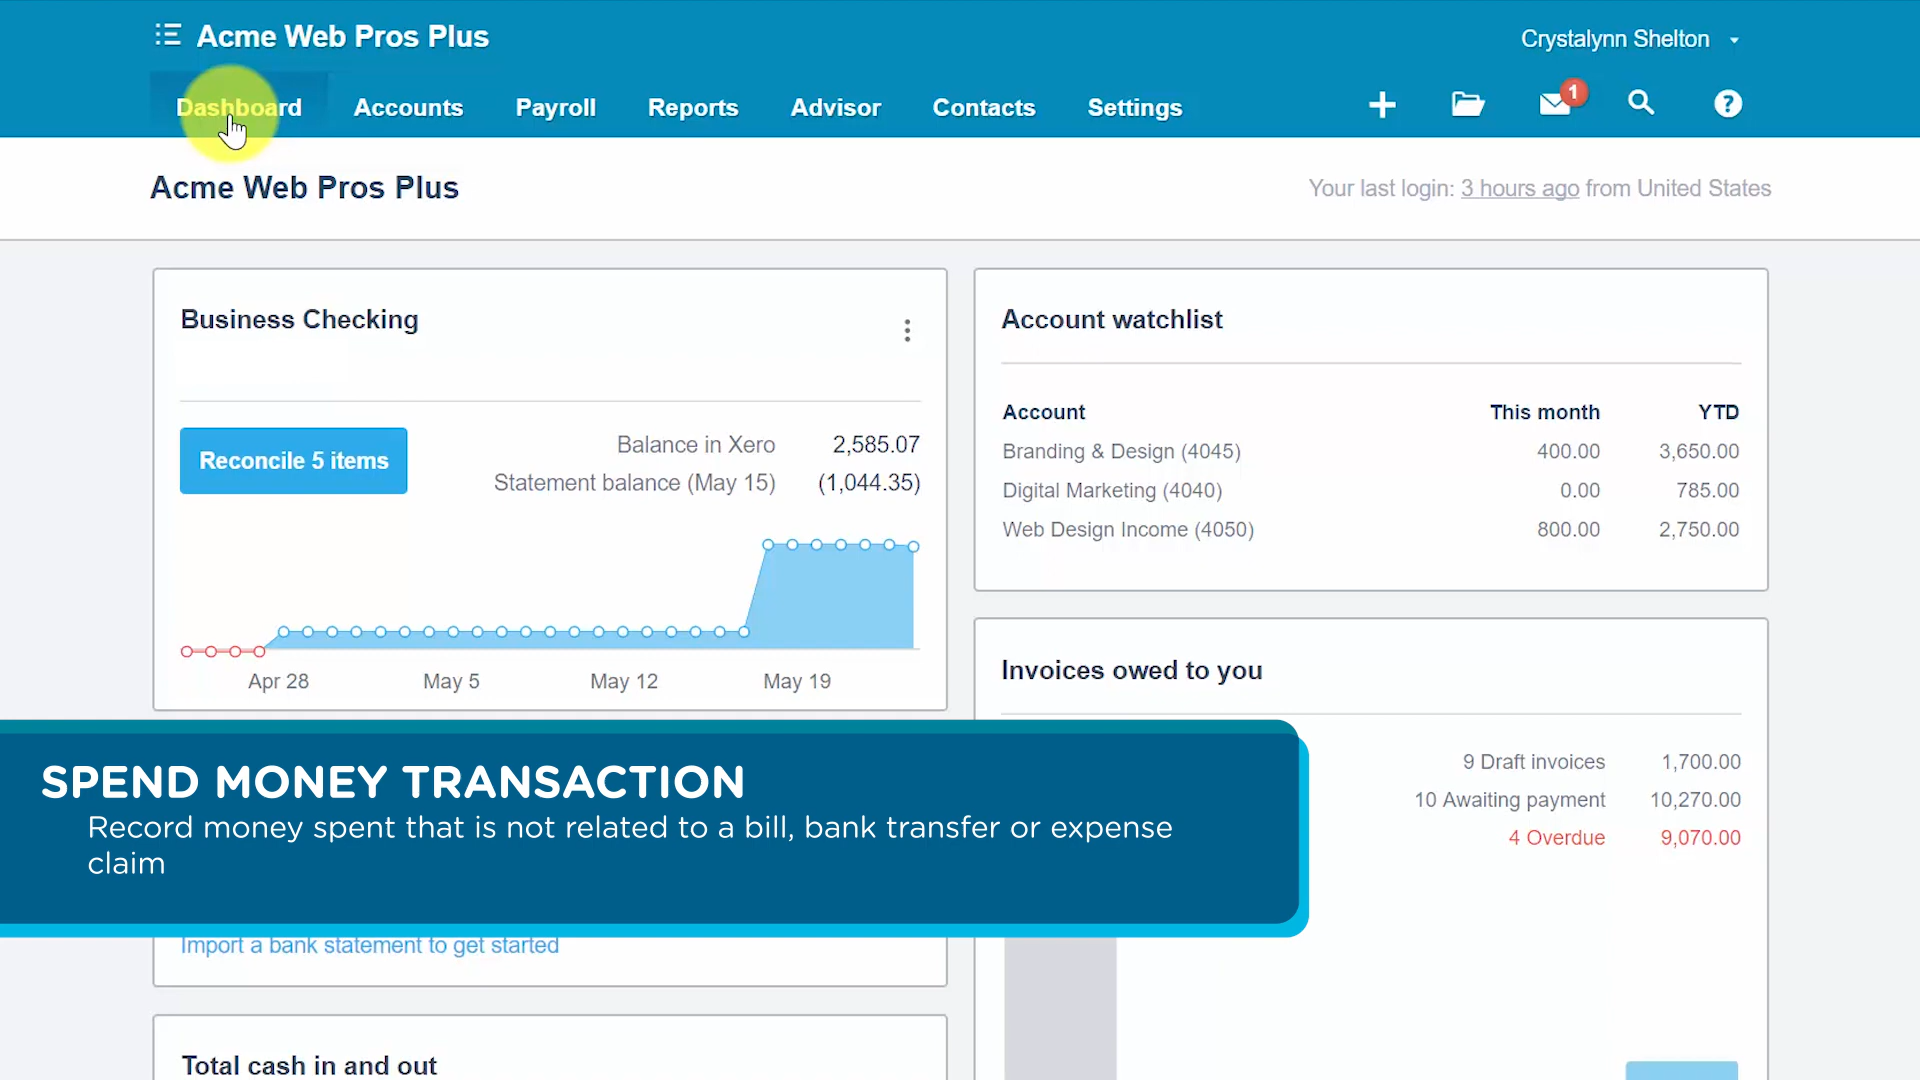 Acme Web Pros Plus
Crystalynn Shelton
Dashboard Accounts Payroll Reports Advisor Contacts Settings
1
?
Acme Web Pros Plus
Your last login: 3 hours ago from United States
Business Checking
Reconcile 5 items
Balance in Xero 2,585.07
Statement balance (May 15) (1,044.35)
Apr 28 May 5 May 12 May 19
Account watchlist
Account This month YTD
Branding & Design (4045) 400.00 3,650.00
Digital Marketing (4040) 0.00 785.00
Web Design Income (4050) 800.00 2,750.00
Invoices owed to you
9 Draft invoices 1,700.00
10 Awaiting payment 10,270.00
4 Overdue 9,070.00
SPEND MONEY TRANSACTION
Record money spent that is not related to a bill, bank transfer or expense
claim
Import a bank statement to get started
Total cash in and out